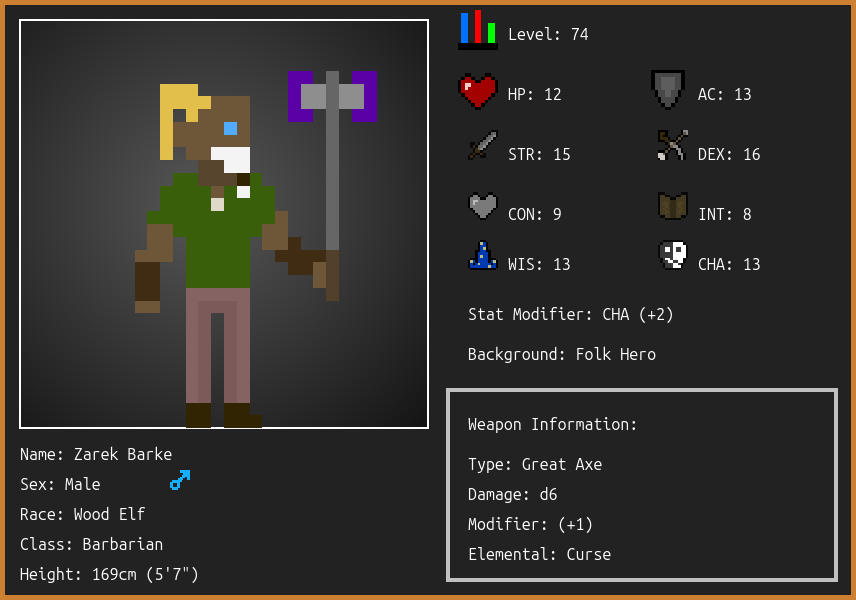 Level: 74
HP: 12
AC: 13
STR: 15
DEX: 16
CON: 9
INT: 8
WIS: 13
CHA: 13
Stat Modifier: CHA (+2)
Background: Folk Hero
Weapon Information:
Type: Great Axe
Damage: d6
Modifier: (+1)
Elemental: Curse
Name: Zarek Barke
Sex: Male
Race: Wood Elf
Class: Barbarian
Height: 169cm (5'7")